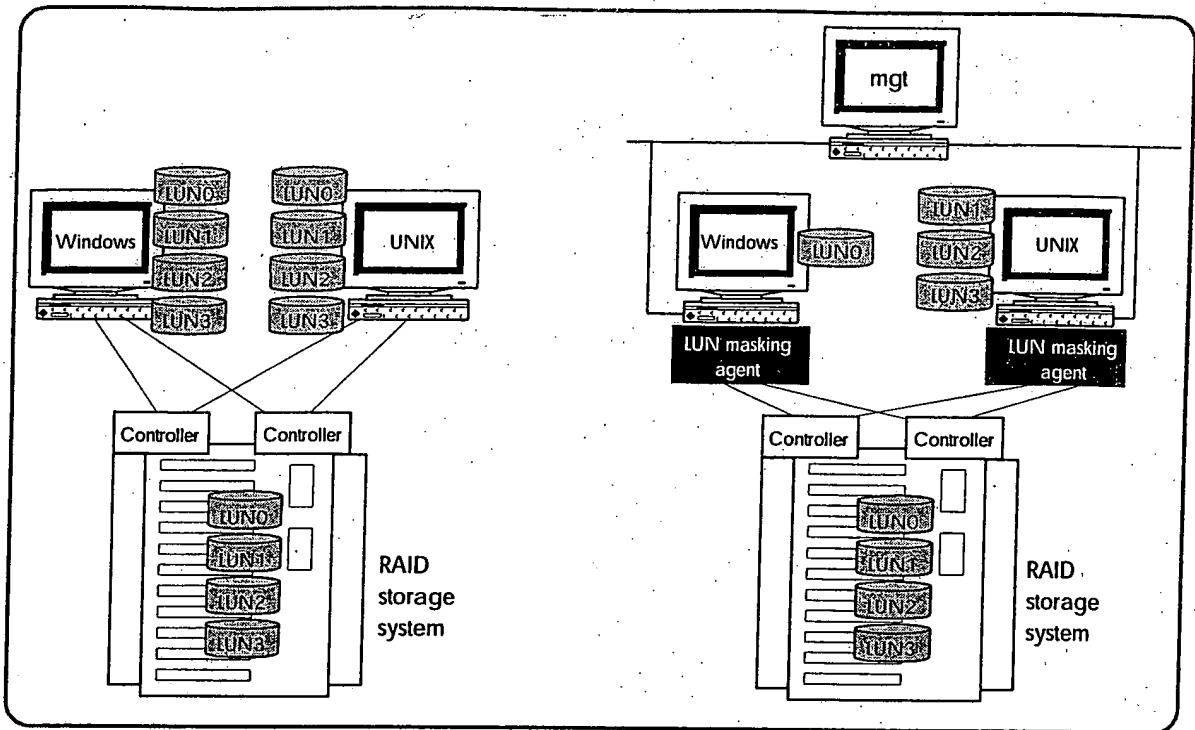 LUN0
LUN1
LUN2
LUN3
Windows
LUN0
LUN1
LUN2
LUN3
UNIX
Controller
Controller
LUN0
LUN1
LUN2
LUN3
RAID
storage
system
mgt
Windows
LUN0
LUN1
LUN2
LUN3
UNIX
LUN masking
agent
LUN masking
agent
Controller
Controller
LUN0
LUN1
LUN2
LUN3
RAID
storage
system